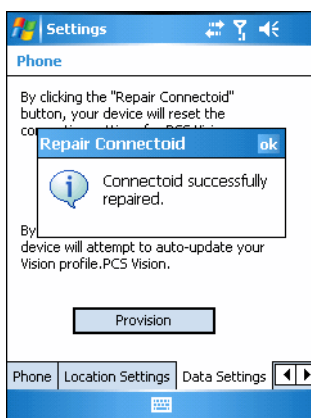 Settings
Phone
By clicking the "Repair Connectoid"
button, your device will reset the
Repair Connectoid ok
Connectoid successfully
repaired.
By
device will attempt to auto-update your
Vision profile.PCS Vision.
Provision
Phone Location Settings Data Settings